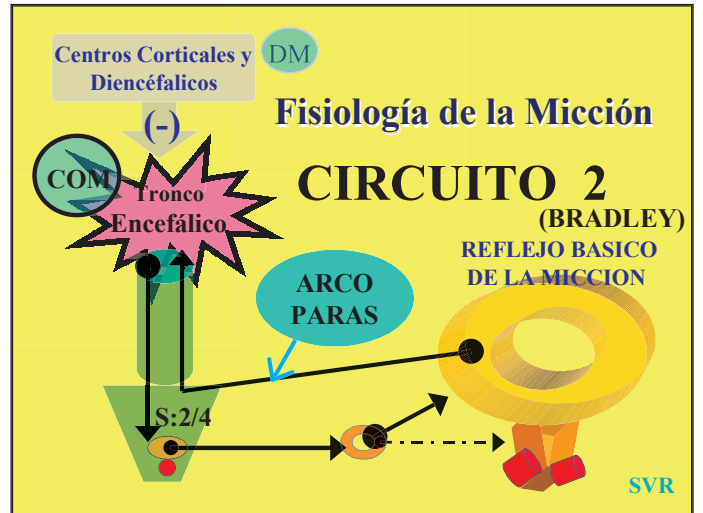 Centros Corticales y
Diencéfalicos
DM
(-)
Fisiología de la Micción
COM
Tronco
Encefálico
CIRCUITO 2
(BRADLEY)
REFLEJO BASICO
DE LA MICCION
ARCO
PARAS
S:2/4
SVR